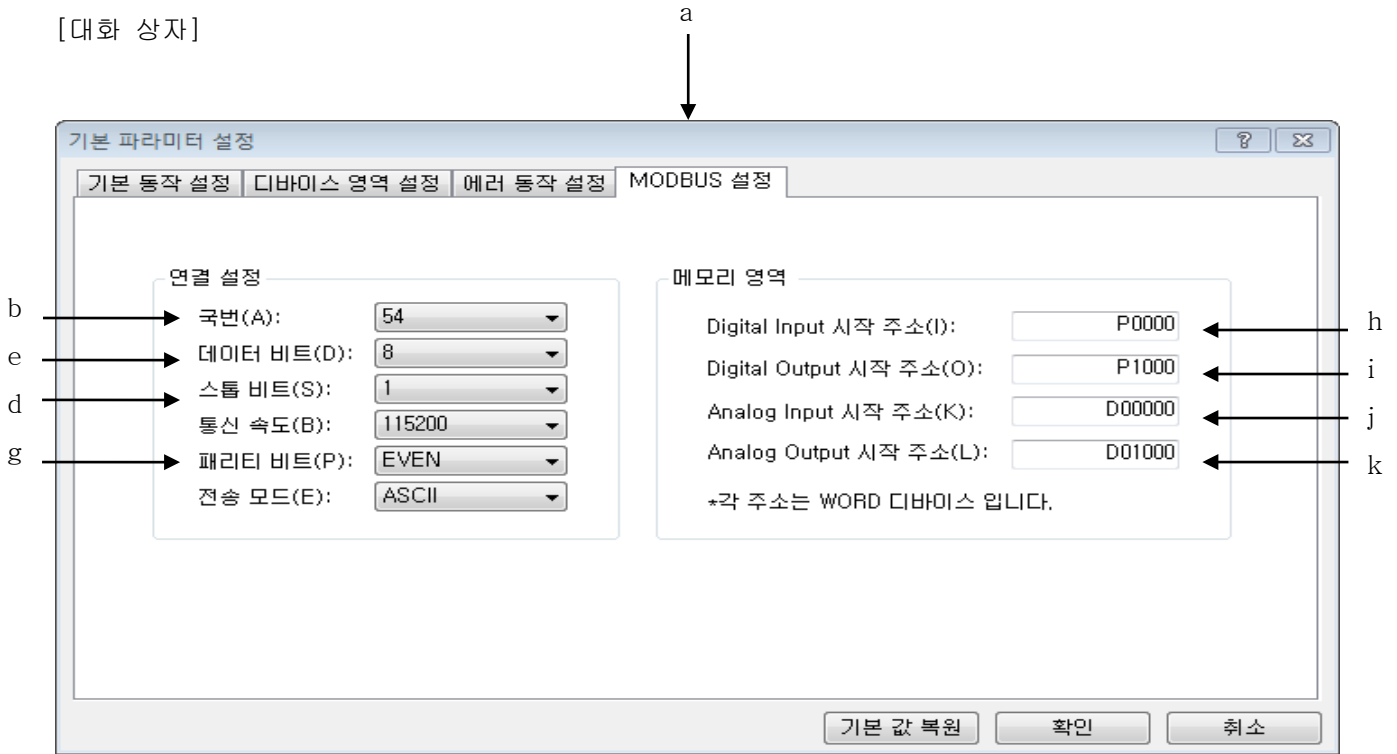 a
[대화 상자]
기본 파라미터 설정
기본 동작 설정 디바이스 영역 설정 에러 동작 설정 MODBUS 설정
연결 설정
b 국번(A): 54
e 데이터 비트(D): 8
d 스톱 비트(S): 1
통신 속도(B): 115200
g 패리티 비트(P): EVEN
전송 모드(E): ASCII
메모리 영역
Digital Input 시작 주소(I): P0000 h
Digital Output 시작 주소(O): P1000 i
Analog Input 시작 주소(K): D00000 j
Analog Output 시작 주소(L): D01000 k
*각 주소는 WORD 디바이스 입니다.
기본 값 복원 확인 취소